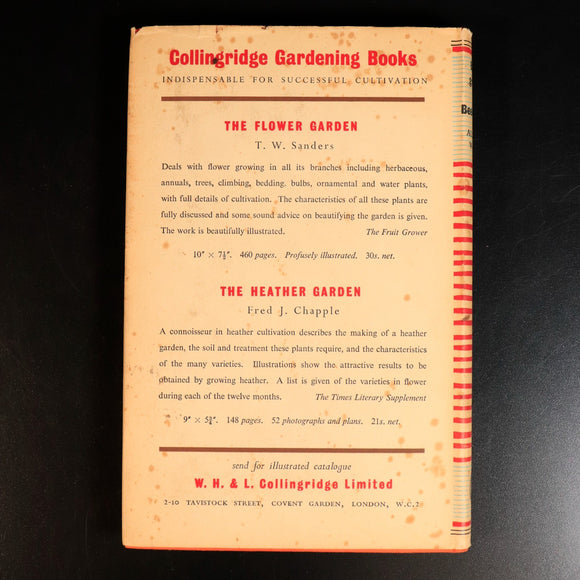 Collingridge Gardening Books
INDISPENSABLE FOR SUCCESSFUL CULTIVATION
THE FLOWER GARDEN
T. W. Sanders
Deals with flower growing in all its branches including herbaceous,
annuals, trees, climbing, bedding. bulbs, ornamental and water plants,
with full details of cultivation. The characteristics of all these plants are
fully discussed and some sound advice on beautifying the garden is given.
The work is beautifully illustrated. The Fruit Grower
10″ × 7½″. 460 pages. Profusely illustrated. 30s. net.
THE HEATHER GARDEN
Fred J. Chapple
A connoisseur in heather cultivation describes the making of a heather
garden, the soil and treatment these plants require, and the characteristics
of the many varieties. Illustrations show the attractive results to be
obtained by growing heather. A list is given of the varieties in flower
during each of the twelve months. The Times Literary Supplement
9″ × 5¾″. 148 pages. 52 photographs and plans. 21s. net.
send for illustrated catalogue
W. H. & L. Collingridge Limited
2-10 TAVISTOCK STREET, COVENT GARDEN, LONDON, W.C.2